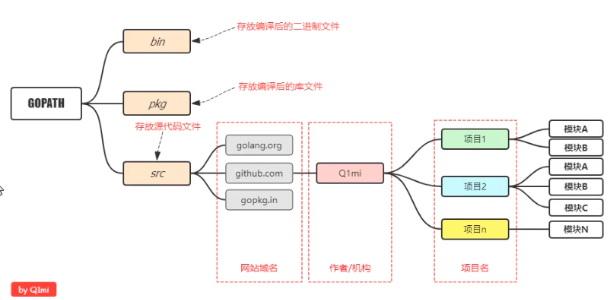 存放编译后的二进制文件
bin
GOPATH
pkg
存放编译后的库文件
存放源代码文件
src
golang.org
github.com
gopkg.in
网站域名
Q1mi
作者/机构
项目1
项目2
项目n
项目名
模块A
模块B
模块A
模块B
模块C
模块N
by Q1mi